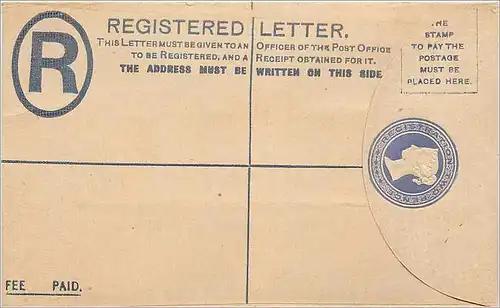 R
REGISTERED LETTER.
THIS LETTER MUST BE GIVEN TO AN OFFICER OF THE POST OFFICE
TO BE REGISTERED, AND A RECEIPT OBTAINED FOR IT.
THE ADDRESS MUST BE WRITTEN ON THIS SIDE
THE
STAMP
TO PAY THE
POSTAGE
MUST BE
PLACED HERE.
REGISTRATION TWO PENCE
FEE PAID.